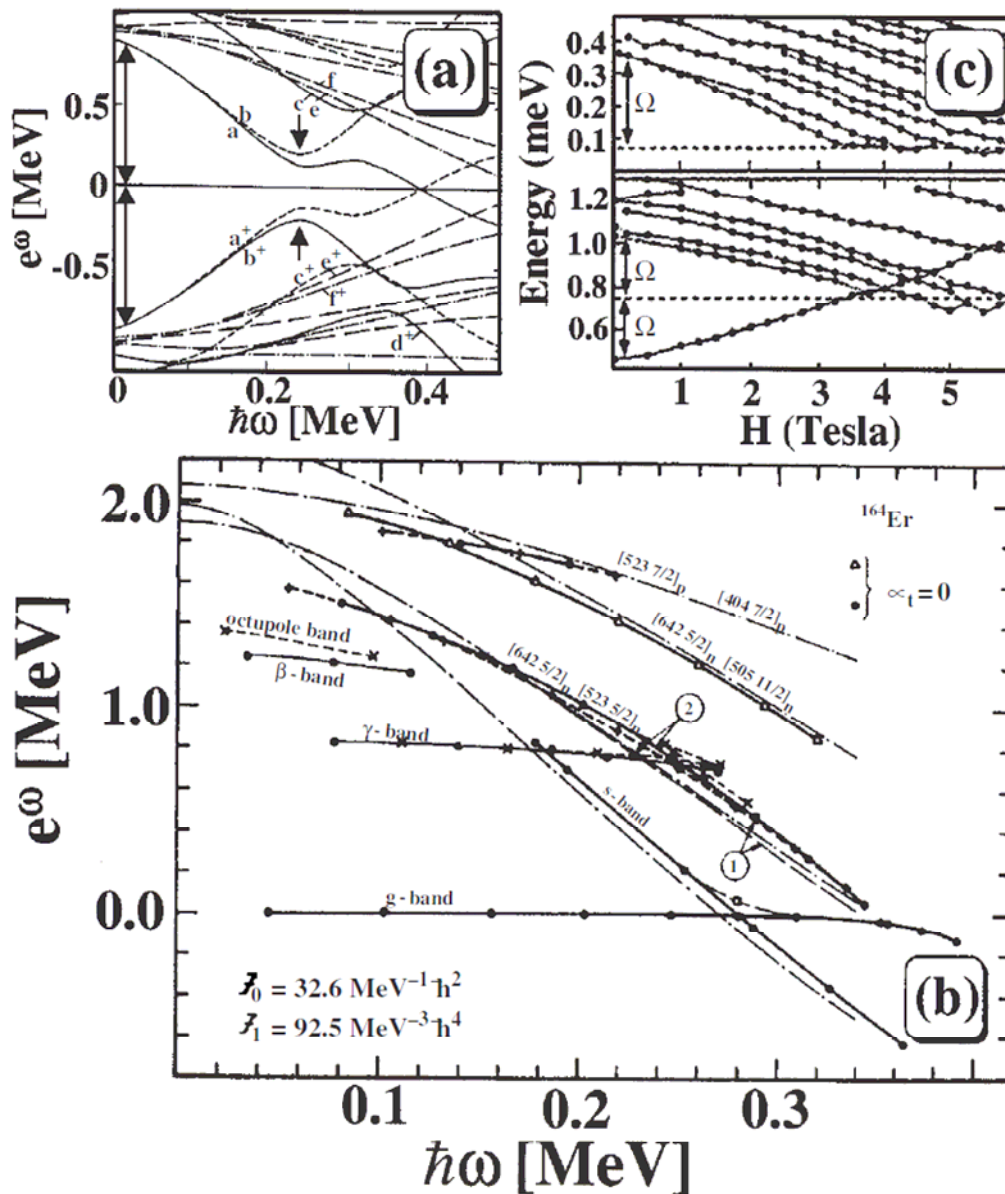 (a)
e^ω [MeV]
0.5
0
-0.5
a b
c e f
a⁺
b⁺
c⁺ e⁺
f⁺
d⁺
0 0.2 0.4
ħω [MeV]
(c)
Energy (meV)
0.4
0.3
0.2
0.1
Ω
1.2
1.0
0.8
0.6
Ω
Ω
1 2 3 4 5
H (Tesla)
(b)
e^ω [MeV]
2.0
1.0
0.0
¹⁶⁴Er
∝ₜ = 0
[523 7/2]ₚ [404 7/2]ₙ
[642 5/2]ₙ [505 11/2]ₙ
[642 5/2]ₙ [523 5/2]ₙ
octupole band
β-band
γ-band
s-band
g-band
2
1
𝓙₀ = 32.6 MeV⁻¹ħ²
𝓙₁ = 92.5 MeV⁻³ħ⁴
0.1 0.2 0.3
ħω [MeV]